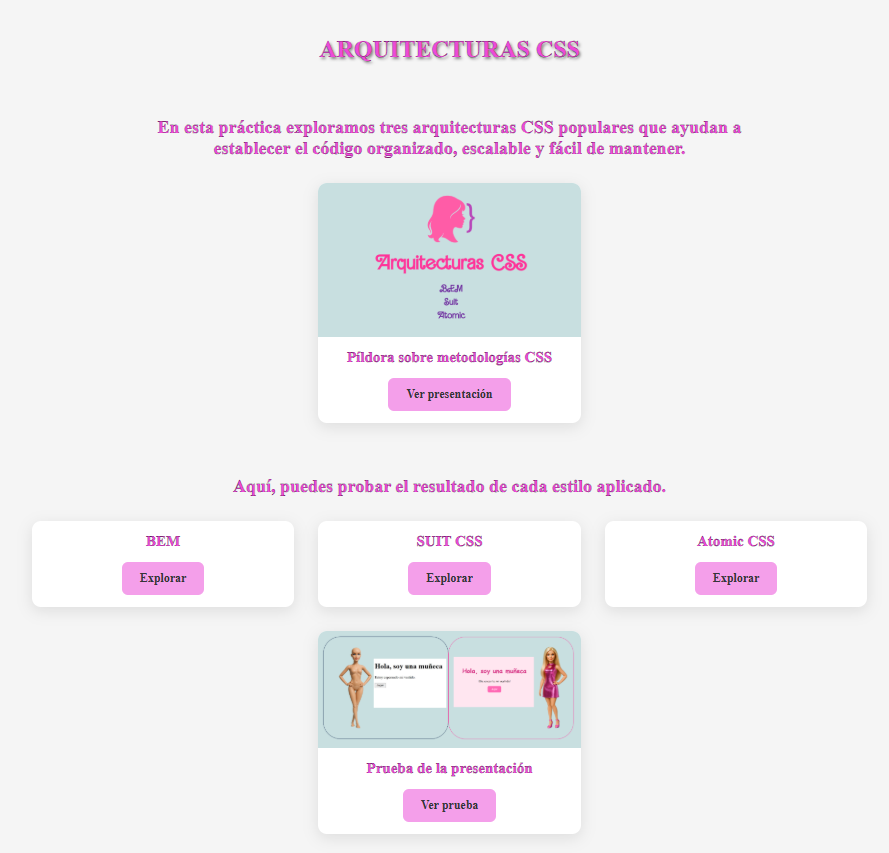 ARQUITECTURAS CSS
En esta práctica exploramos tres arquitecturas CSS populares que ayudan a
establecer el código organizado, escalable y fácil de mantener.
}
Arquitecturas CSS
BEM
Suit
Atomic
Píldora sobre metodologías CSS
Ver presentación
Aquí, puedes probar el resultado de cada estilo aplicado.
BEM
Explorar
SUIT CSS
Explorar
Atomic CSS
Explorar
Hola, soy una muñeca
Hola, soy una muñeca
Prueba de la presentación
Ver prueba